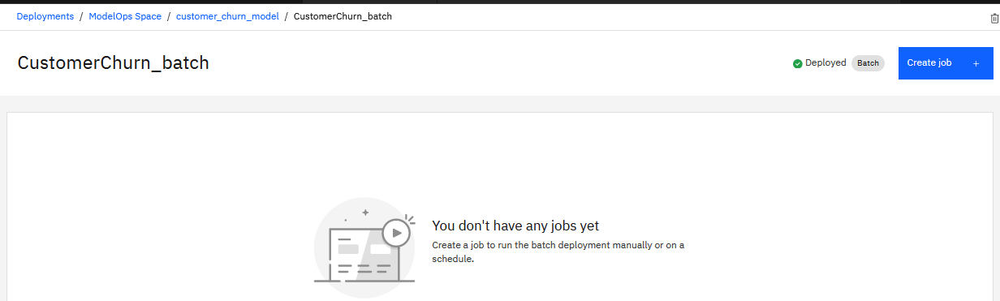 Deployments / ModelOps Space / customer_churn_model / CustomerChurn_batch
CustomerChurn_batch
Deployed Batch Create job +
You don't have any jobs yet
Create a job to run the batch deployment manually or on a
schedule.